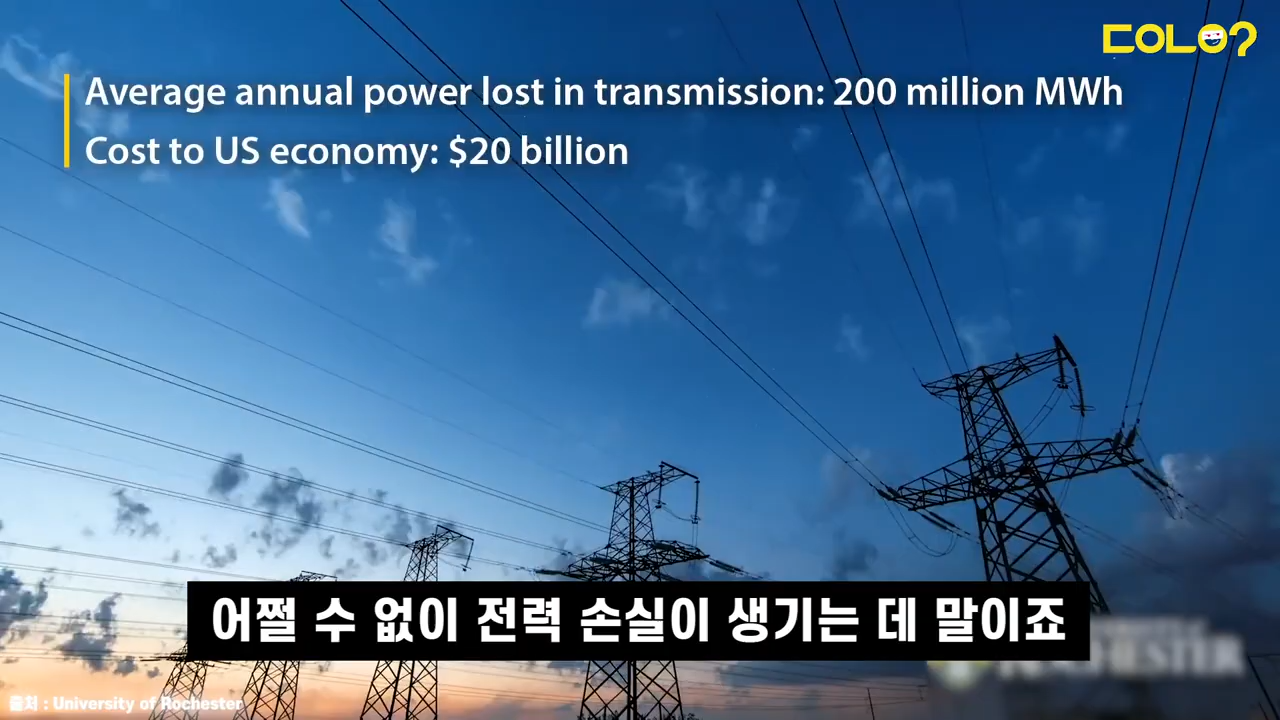 COLO?
Average annual power lost in transmission: 200 million MWh
Cost to US economy: $20 billion
어쩔 수 없이 전력 손실이 생기는 데 말이죠
ROCHESTER
출처 : University of Rochester